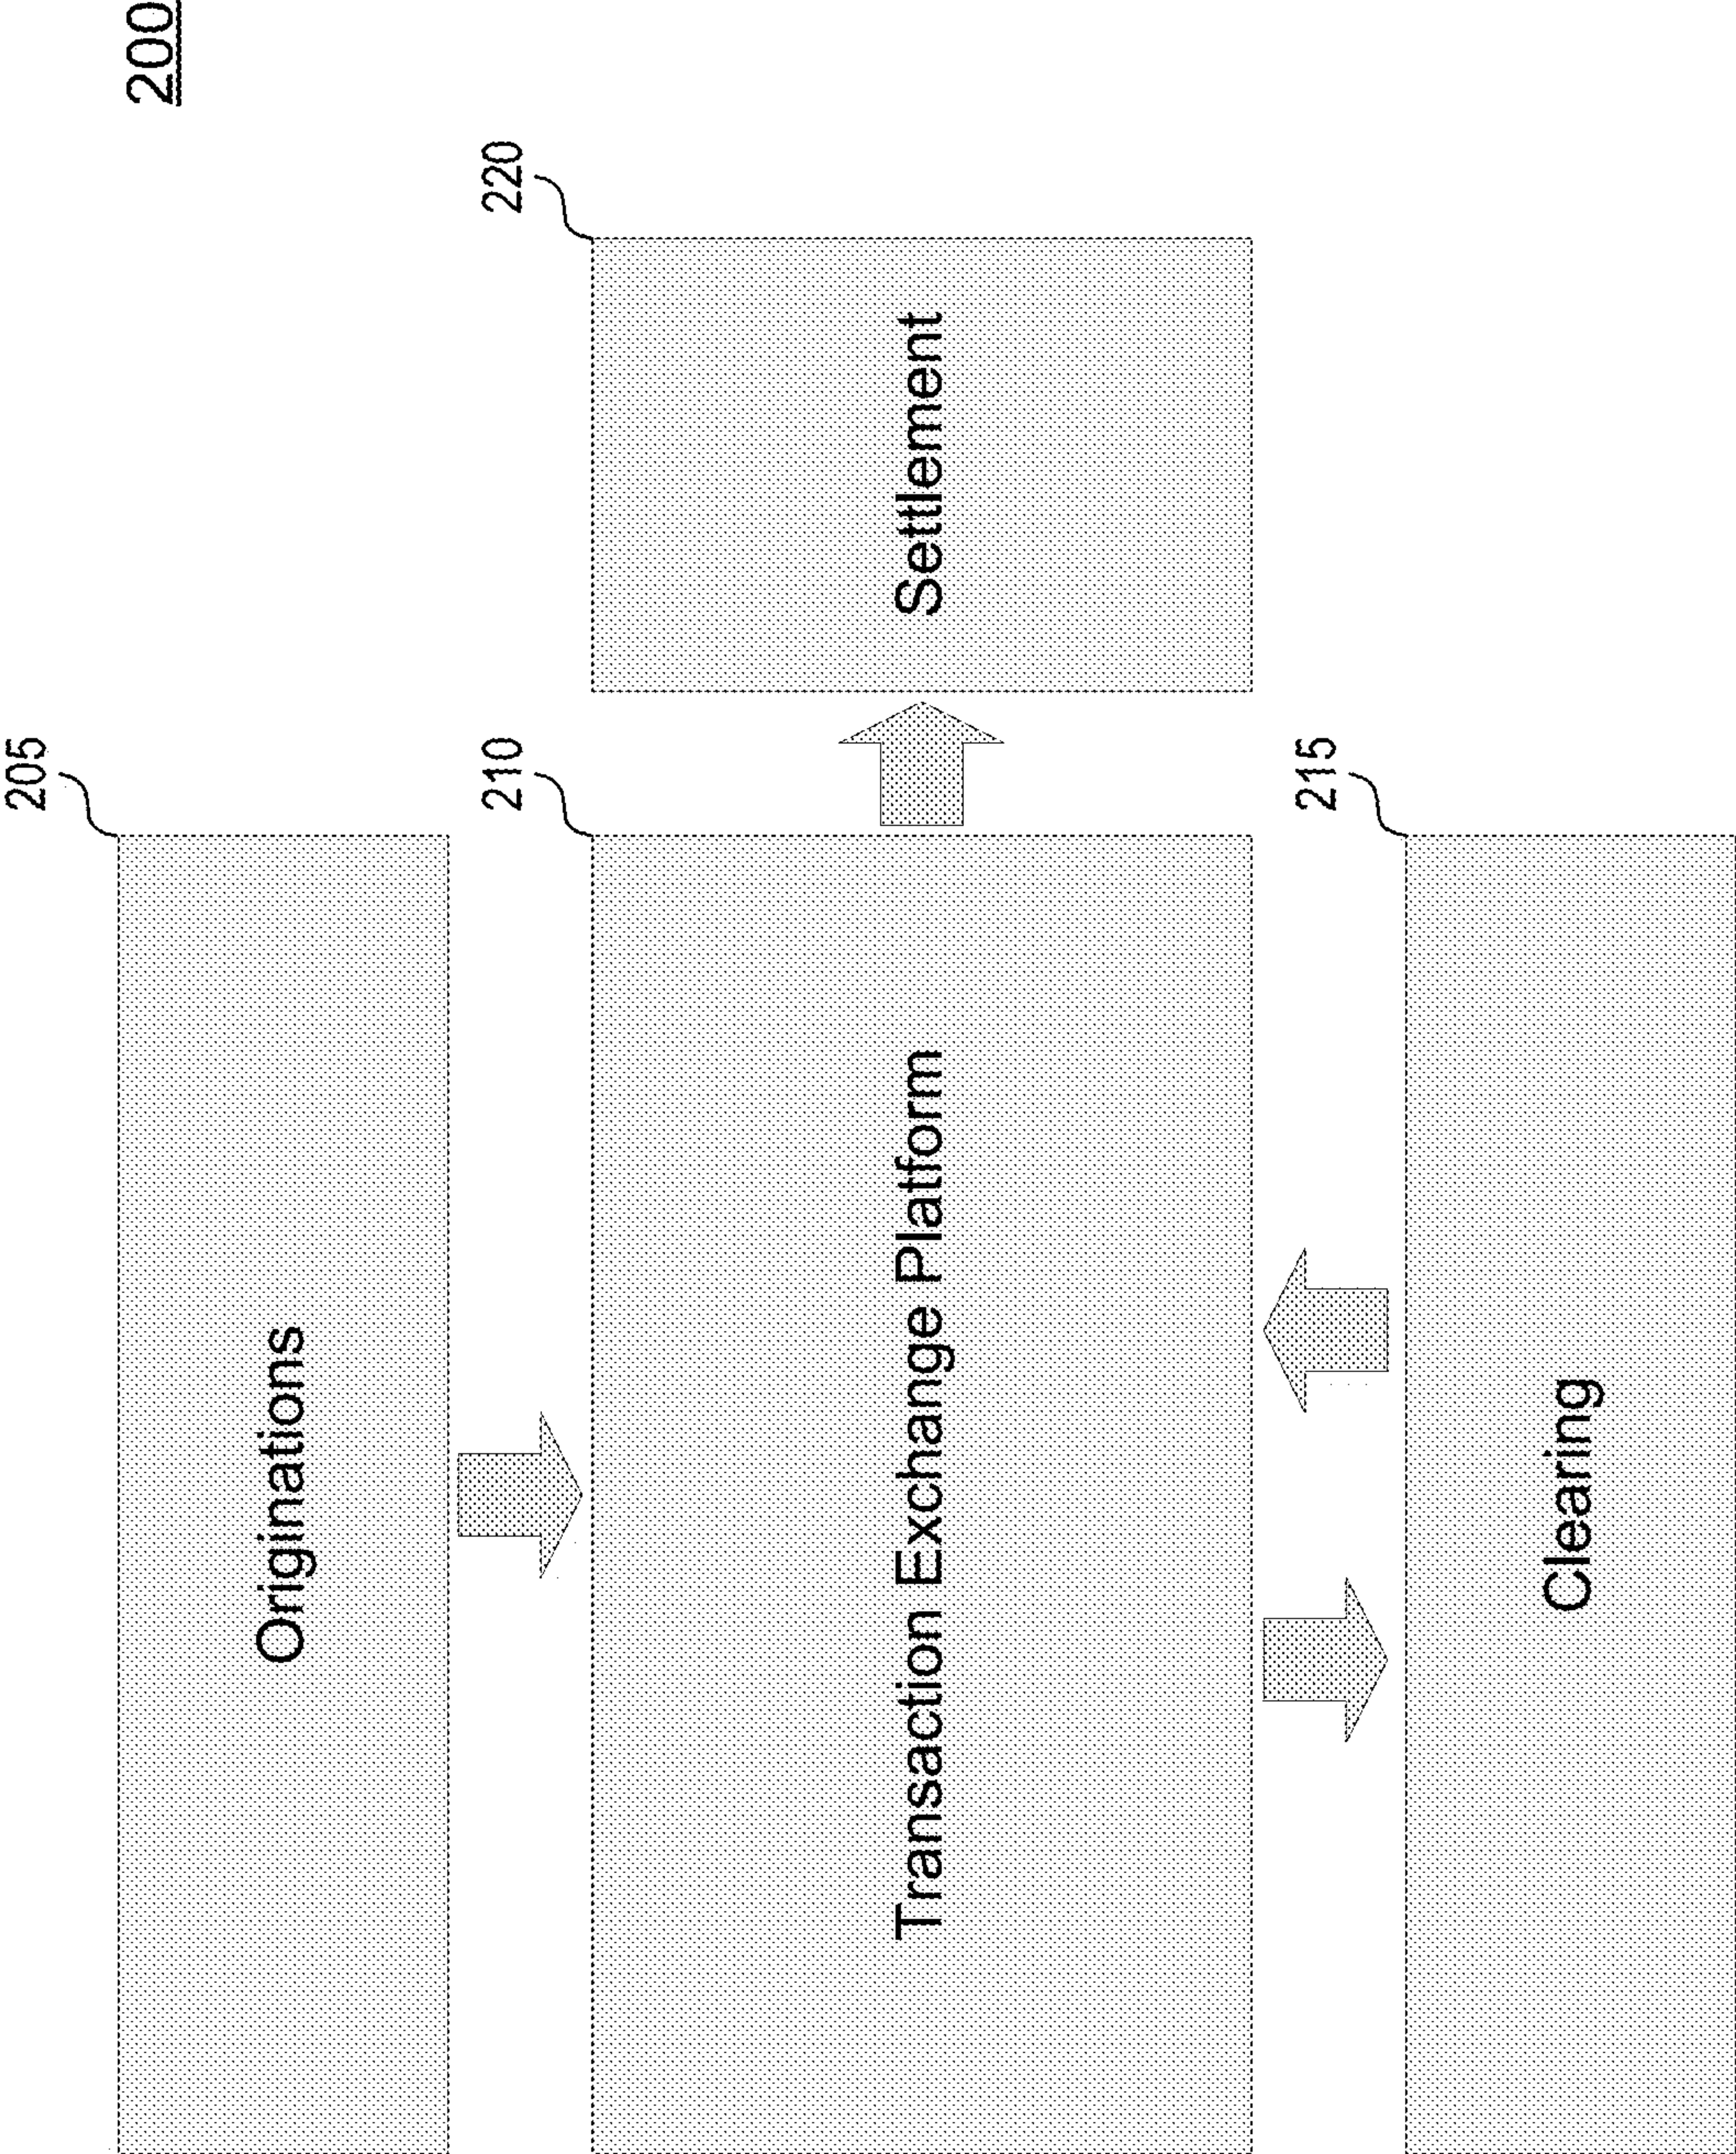 200
205
Originations
210
Transaction Exchange Platform
220
Settlement
215
Clearing